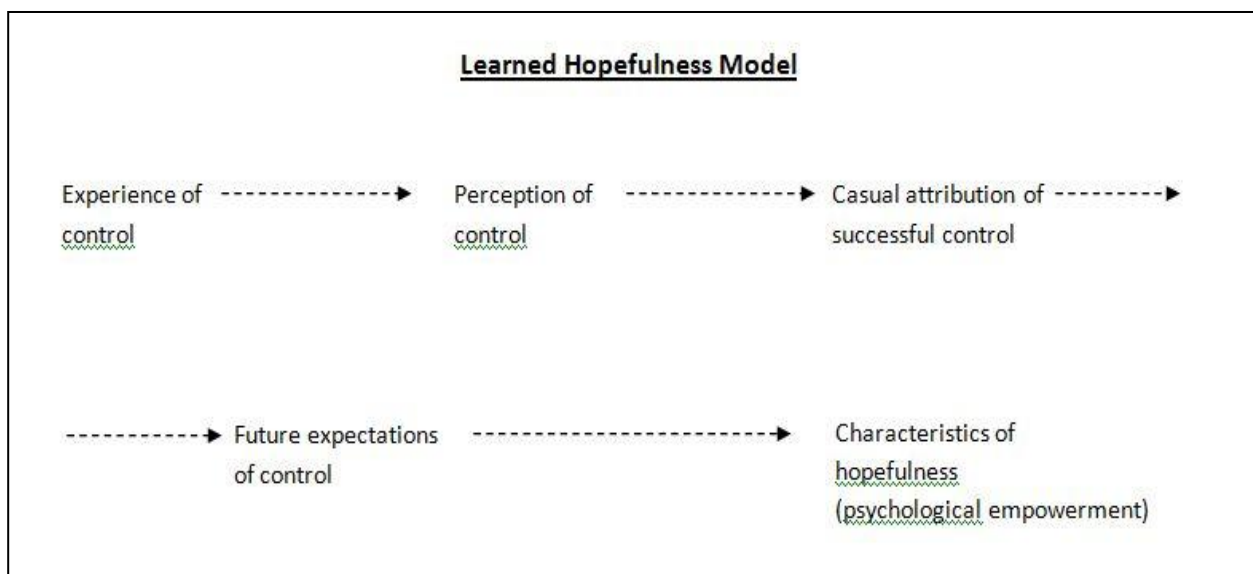 Learned Hopefulness Model
Experience of
control
Perception of
control
Casual attribution of
successful control
Future expectations
of control
Characteristics of
hopefulness
(psychological empowerment)